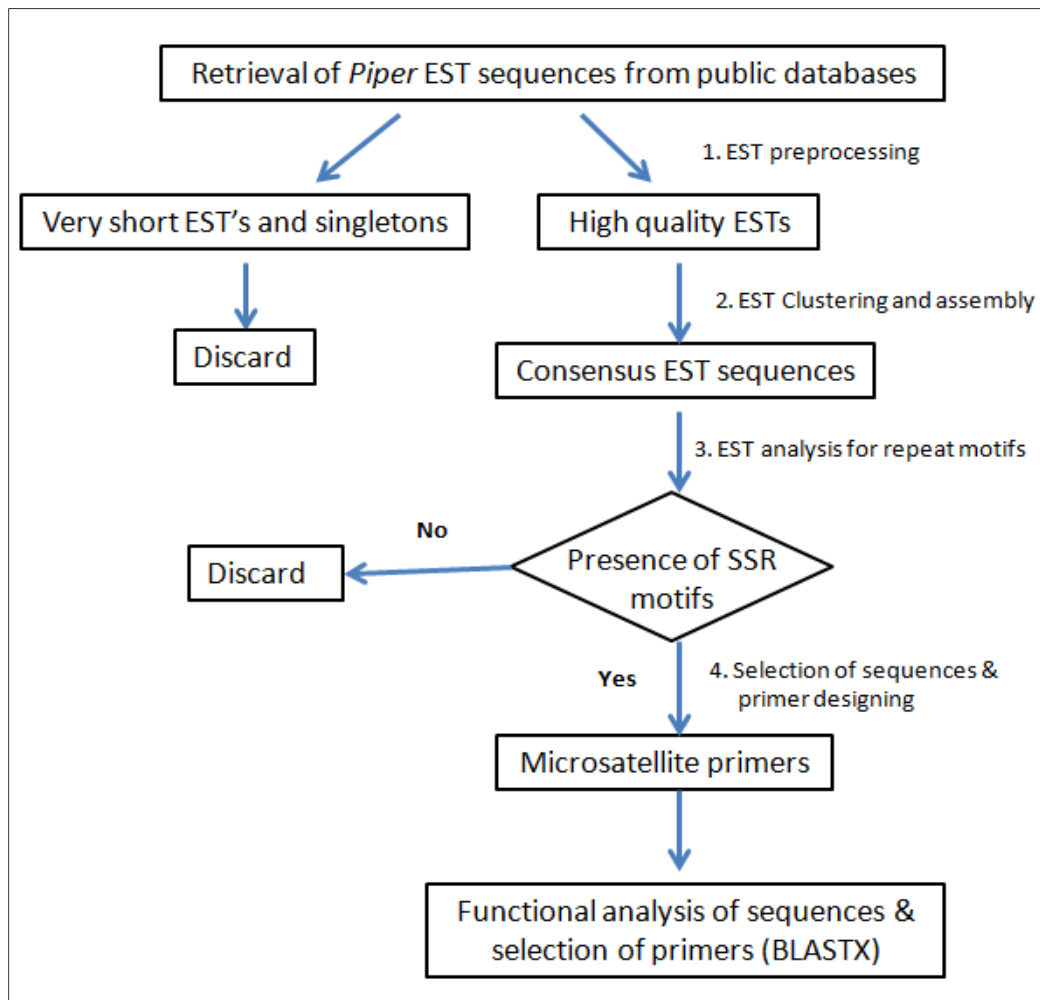 Retrieval of Piper EST sequences from public databases
1. EST preprocessing
Very short EST's and singletons
High quality ESTs
2. EST Clustering and assembly
Discard
Consensus EST sequences
3. EST analysis for repeat motifs
No
Discard
Presence of SSR
motifs
Yes
4. Selection of sequences &
primer designing
Microsatellite primers
Functional analysis of sequences &
selection of primers (BLASTX)